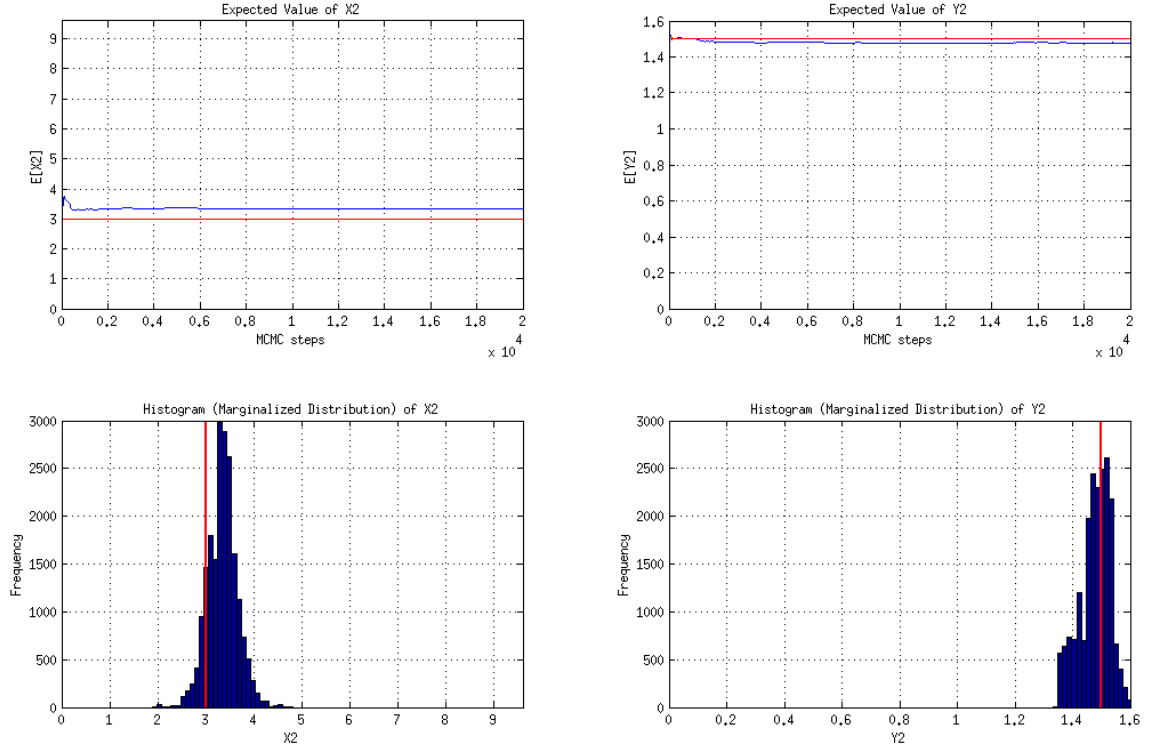 Expected Value of X2
9
8
7
6
5
4
3
2
1
0
E[X2]
0 0.2 0.4 0.6 0.8 1 1.2 1.4 1.6 1.8 2
MCMC steps
x 10
4
Expected Value of Y2
1.6
1.4
1.2
1
0.8
0.6
0.4
0.2
0
E[Y2]
0 0.2 0.4 0.6 0.8 1 1.2 1.4 1.6 1.8 2
MCMC steps
x 10
4
Histogram (Marginalized Distribution) of X2
3000
2500
2000
1500
1000
500
0
Frequency
0 1 2 3 4 5 6 7 8 9
X2
Histogram (Marginalized Distribution) of Y2
3000
2500
2000
1500
1000
500
0
Frequency
0 0.2 0.4 0.6 0.8 1 1.2 1.4 1.6
Y2